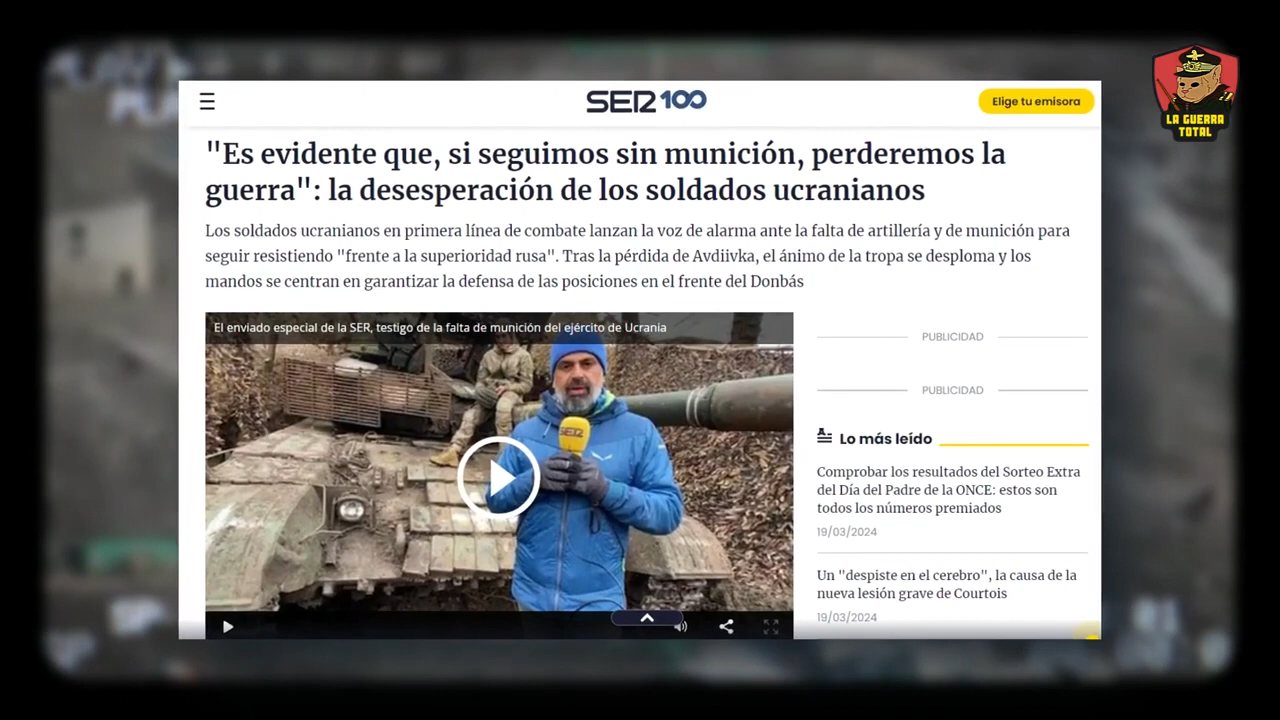 SER 100
Elige tu emisora
LA GUERRA
TOTAL
"Es evidente que, si seguimos sin munición, perderemos la
guerra": la desesperación de los soldados ucranianos
Los soldados ucranianos en primera línea de combate lanzan la voz de alarma ante la falta de artillería y de munición para
seguir resistiendo "frente a la superioridad rusa". Tras la pérdida de Avdiivka, el ánimo de la tropa se desploma y los
mandos se centran en garantizar la defensa de las posiciones en el frente del Donbás
El enviado especial de la SER, testigo de la falta de munición del ejército de Ucrania
SER
PUBLICIDAD
PUBLICIDAD
Lo más leído
Comprobar los resultados del Sorteo Extra
del Día del Padre de la ONCE: estos son
todos los números premiados
19/03/2024
Un "despiste en el cerebro", la causa de la
nueva lesión grave de Courtois
19/03/2024